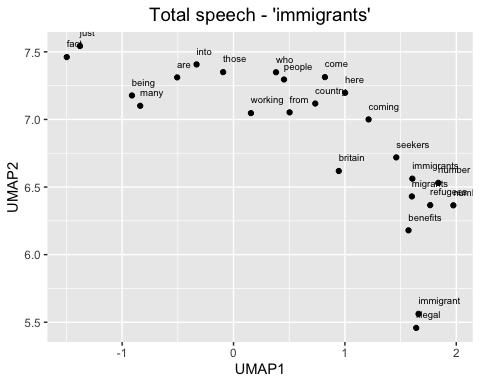 Total speech - 'immigrants'
just
fact
into
are
those
who
people
come
here
being
many
working
from
country
coming
britain
seekers
immigrants
number
migrants
refugees
benefits
immigrant
illegal
7.5
7.0
6.5
6.0
5.5
UMAP2
-1
0
1
2
UMAP1